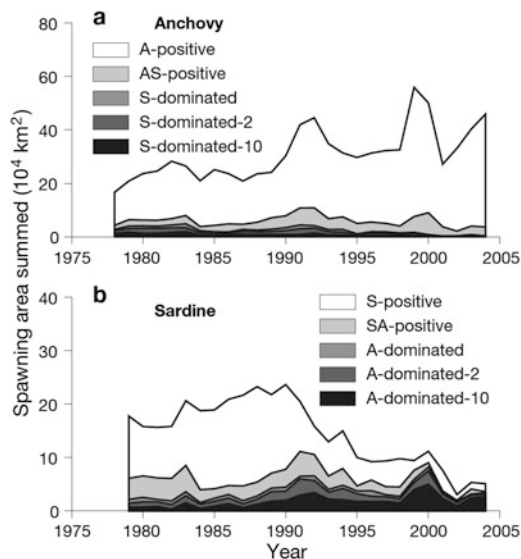 Spawning area summed (10⁴ km²)
a
Anchovy
A-positive
AS-positive
S-dominated
S-dominated-2
S-dominated-10
80
60
40
20
0
1975 1980 1985 1990 1995 2000 2005
b
Sardine
S-positive
SA-positive
A-dominated
A-dominated-2
A-dominated-10
40
30
20
10
0
1975 1980 1985 1990 1995 2000 2005
Year